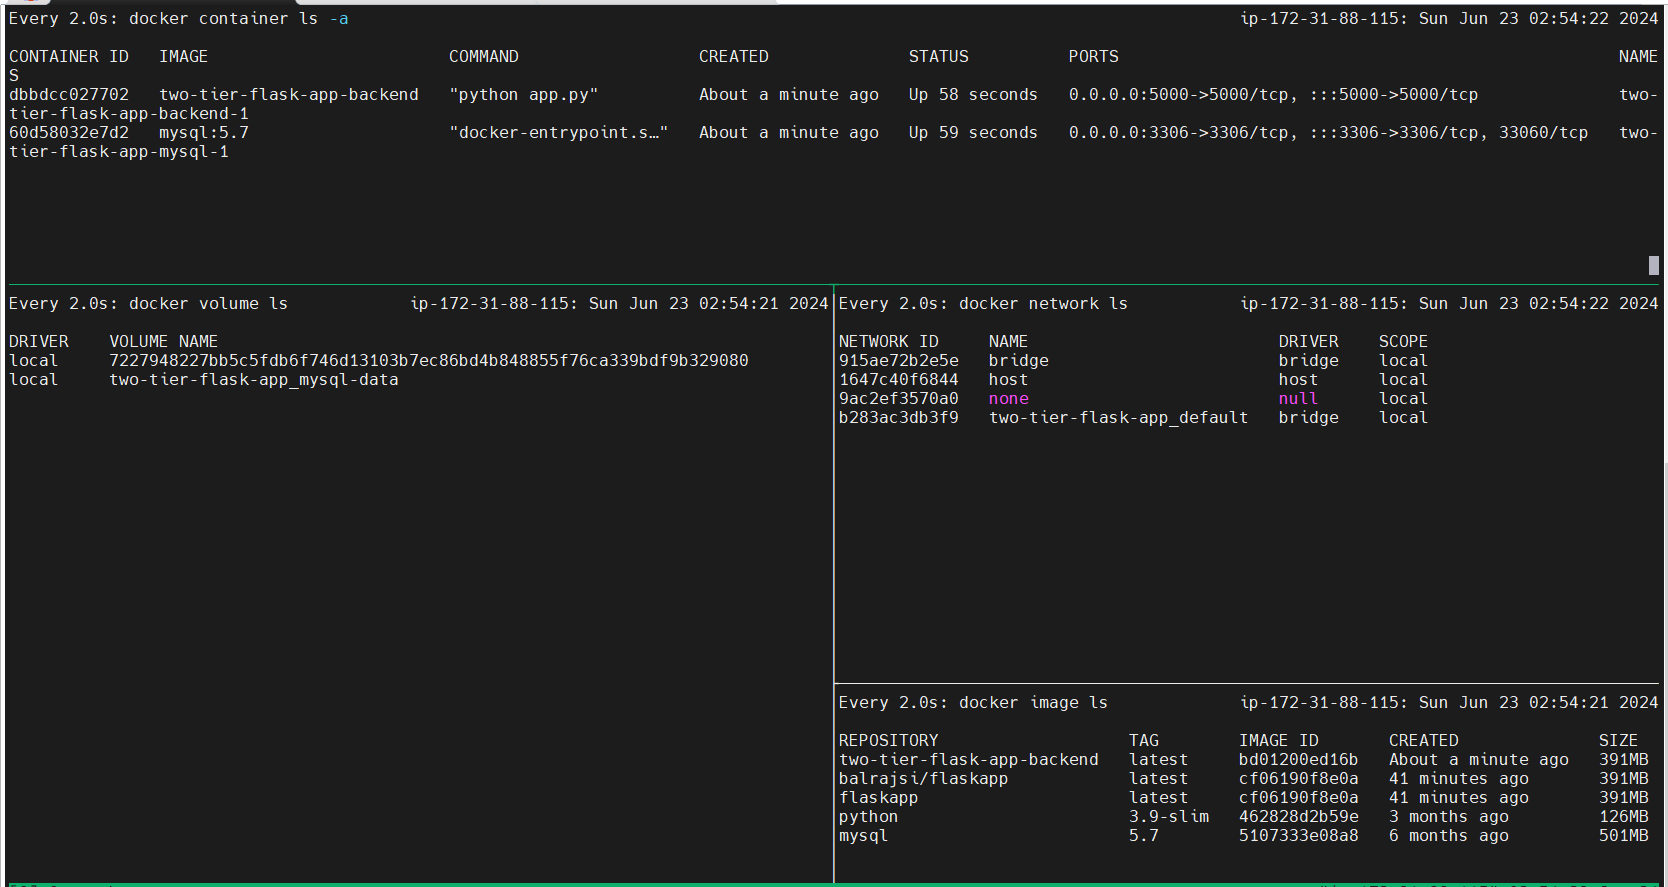 Every 2.0s: docker container ls -a ip-172-31-88-115: Sun Jun 23 02:54:22 2024
CONTAINER ID IMAGE COMMAND CREATED STATUS PORTS NAME
S
dbbdcc027702 two-tier-flask-app-backend "python app.py" About a minute ago Up 58 seconds 0.0.0.0:5000->5000/tcp, :::5000->5000/tcp two-
tier-flask-app-backend-1
60d58032e7d2 mysql:5.7 "docker-entrypoint.s…" About a minute ago Up 59 seconds 0.0.0.0:3306->3306/tcp, :::3306->3306/tcp, 33060/tcp two-
tier-flask-app-mysql-1
Every 2.0s: docker volume ls ip-172-31-88-115: Sun Jun 23 02:54:21 2024
DRIVER VOLUME NAME
local 7227948227bb5c5fdb6f746d13103b7ec86bd4b848855f76ca339bdf9b329080
local two-tier-flask-app_mysql-data
Every 2.0s: docker network ls ip-172-31-88-115: Sun Jun 23 02:54:22 2024
NETWORK ID NAME DRIVER SCOPE
915ae72b2e5e bridge bridge local
1647c40f6844 host host local
9ac2ef3570a0 none null local
b283ac3db3f9 two-tier-flask-app_default bridge local
Every 2.0s: docker image ls ip-172-31-88-115: Sun Jun 23 02:54:21 2024
REPOSITORY TAG IMAGE ID CREATED SIZE
two-tier-flask-app-backend latest bd01200ed16b About a minute ago 391MB
balrajsi/flaskapp latest cf06190f8e0a 41 minutes ago 391MB
flaskapp latest cf06190f8e0a 41 minutes ago 391MB
python 3.9-slim 462828d2b59e 3 months ago 126MB
mysql 5.7 5107333e08a8 6 months ago 501MB